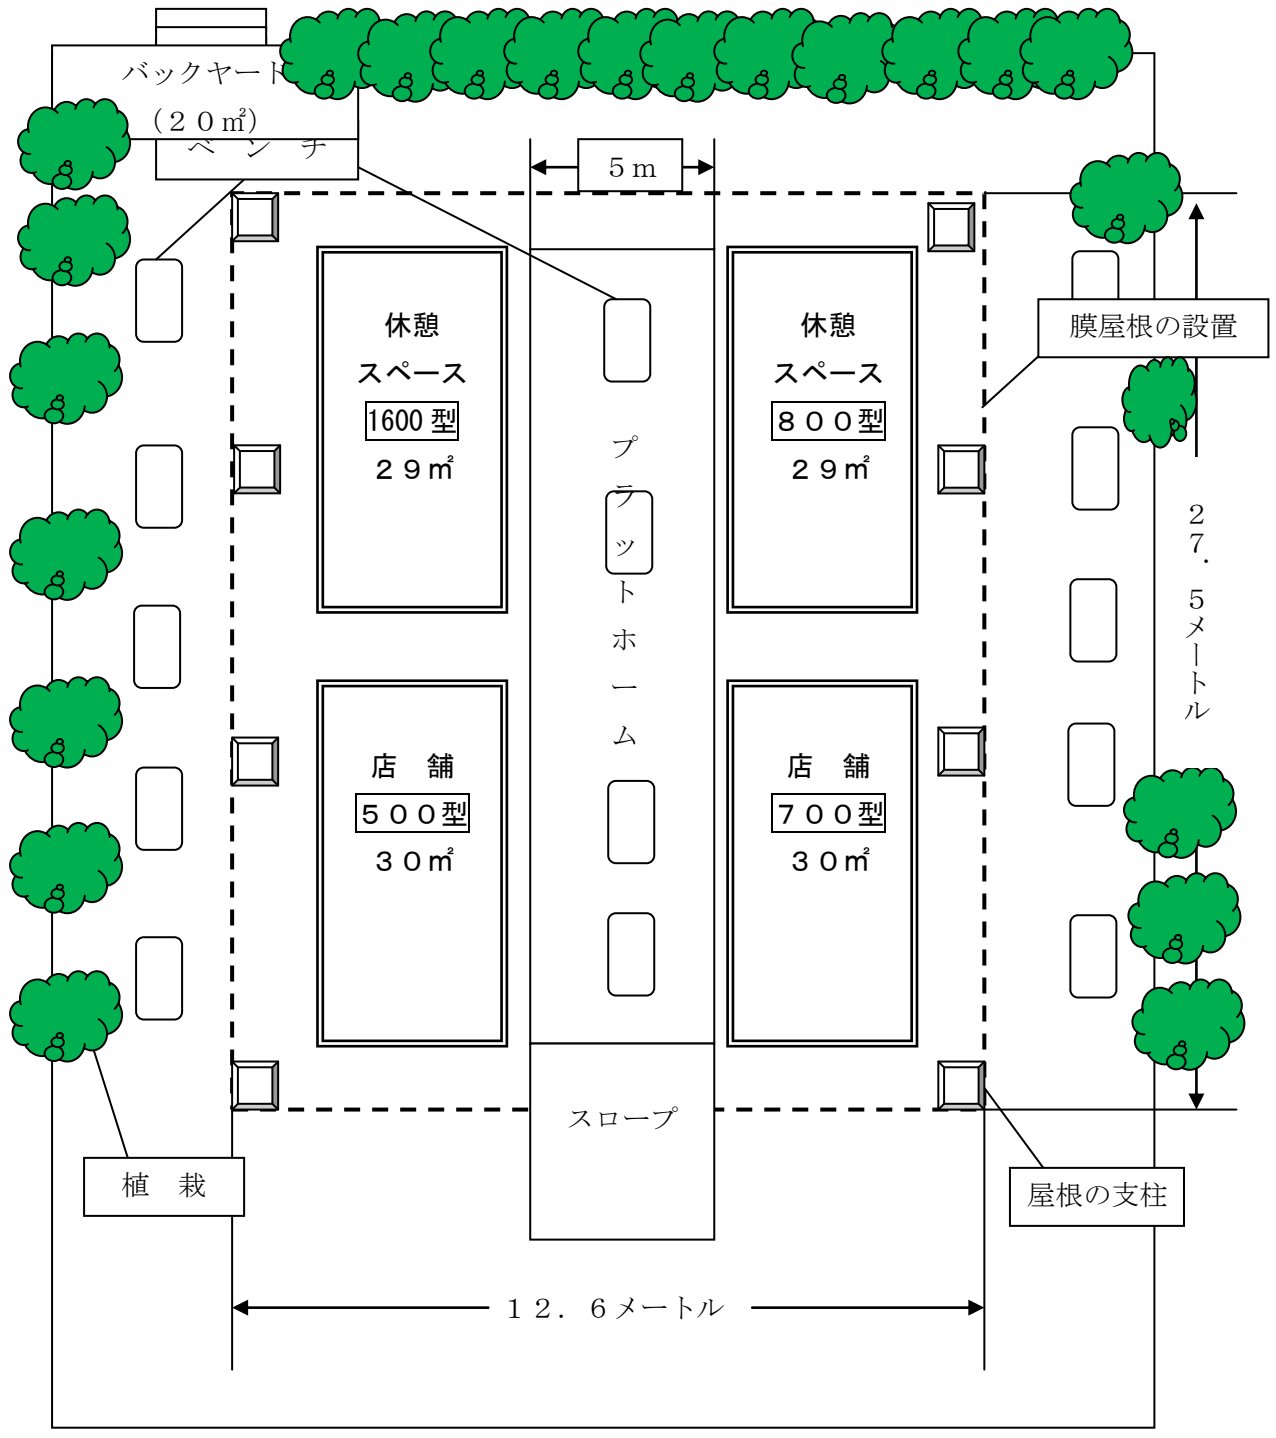 バックヤード
（２０㎡）
ベンチ
５ｍ
休憩
スペース
1600 型
２９㎡
休憩
スペース
８００型
２９㎡
膜屋根の設置
プラットホーム
２７．５メートル
店　舗
５００型
３０㎡
店　舗
７００型
３０㎡
スロープ
植　栽
屋根の支柱
１２．６メートル